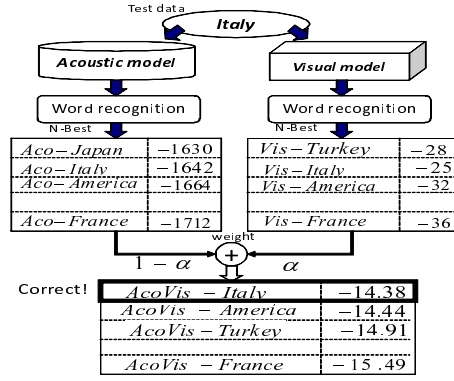 Test data
Italy
Acoustic model
Visual model
Word recognition
Word recognition
N-Best
N-Best
Aco-Japan -1630
Aco-Italy -1642
Aco-America -1664
Aco-France -1712
Vis-Turkey -28
Vis-Italy -25
Vis-America -32
Vis-France -36
weight
+
1 - α
α
Correct!
AcoVis - Italy -14.38
AcoVis - America -14.44
AcoVis - Turkey -14.91
AcoVis - France -15.49